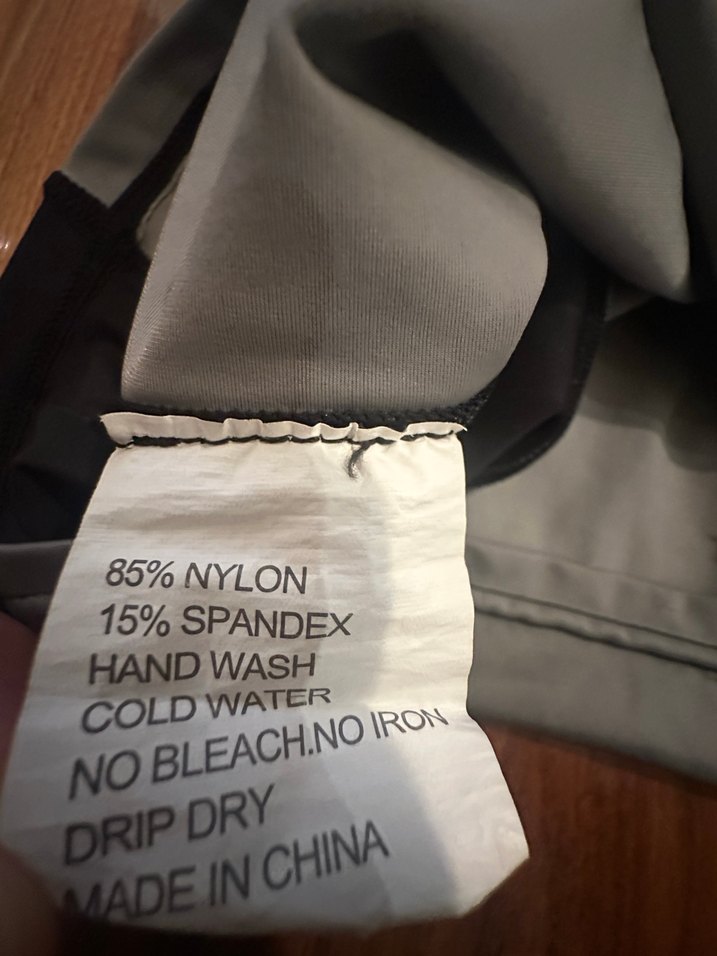 85% NYLON
15% SPANDEX
HAND WASH
COLD WATER
NO BLEACH.NO IRON
DRIP DRY
MADE IN CHINA